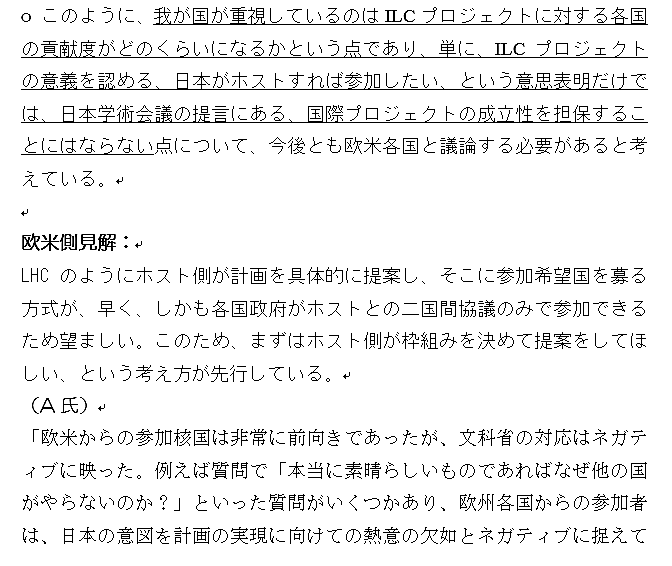 o このように、我が国が重視しているのは ILC プロジェクトに対する各国
の貢献度がどのくらいになるかという点であり、単に、ILC プロジェクト
の意義を認める、日本がホストすれば参加したい、という意思表明だけで
は、日本学術会議の提言にある、国際プロジェクトの成立性を担保するこ
とにはならない点について、今後とも欧米各国と議論する必要があると考
えている。↵
↵
欧米側見解：↵
LHC のようにホスト側が計画を具体的に提案し、そこに参加希望国を募る
方式が、早く、しかも各国政府がホストとの二国間協議のみで参加できる
ため望ましい。このため、まずはホスト側が枠組みを決めて提案をしてほ
しい、という考え方が先行している。↵
（A 氏）↵
「欧米からの参加核国は非常に前向きであったが、文科省の対応はネガテ
ィブに映った。例えば質問で「本当に素晴らしいものであればなぜ他の国
がやらないのか？」といった質問がいくつかあり、欧州各国からの参加者
は、日本の意図を計画の実現に向けての熱意の欠如とネガティブに捉えて